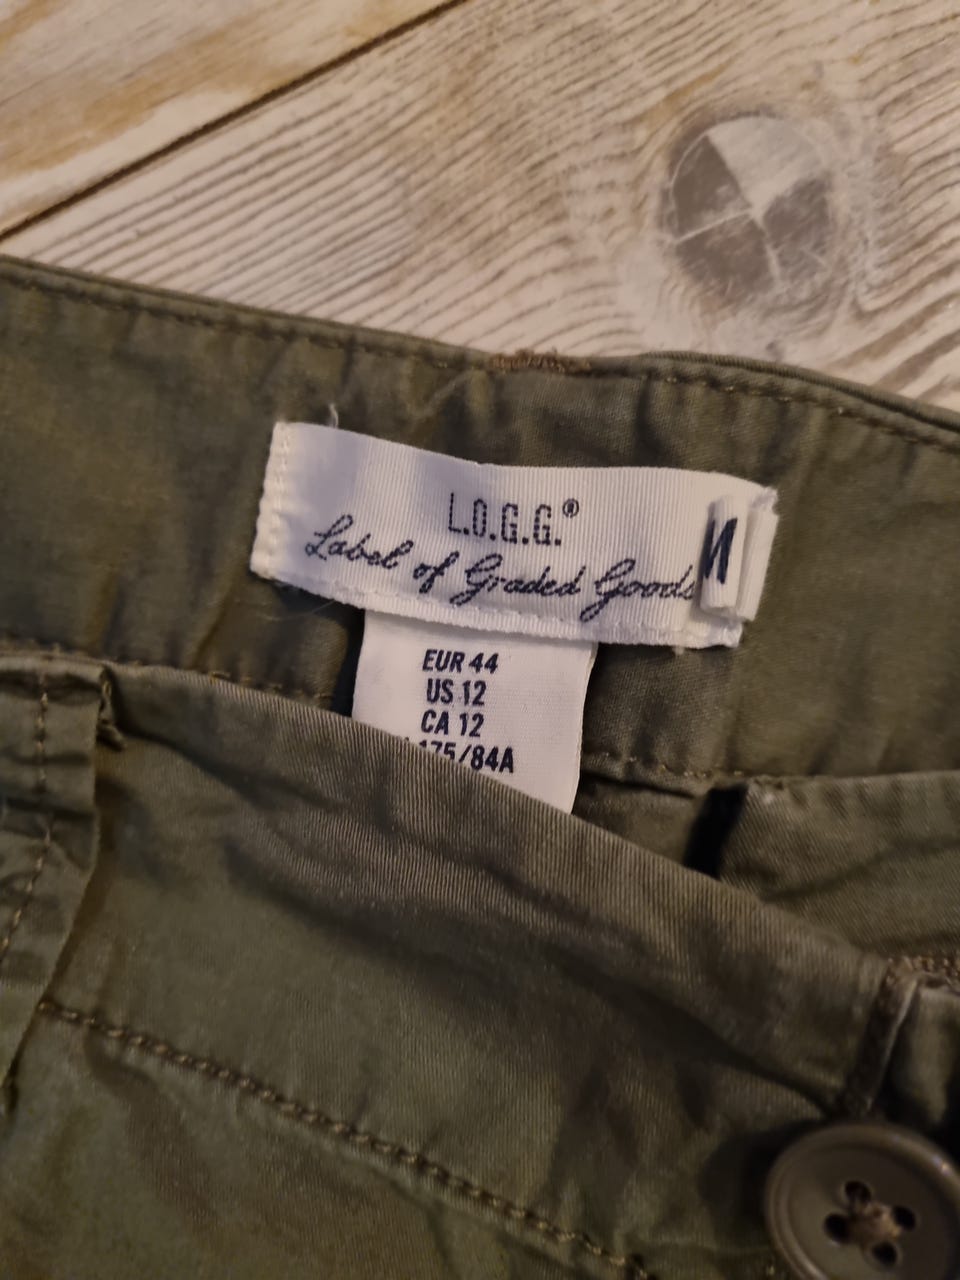 L.O.G.G.®
Label of Graded Goods
EUR 44
US 12
CA 12
175/84A